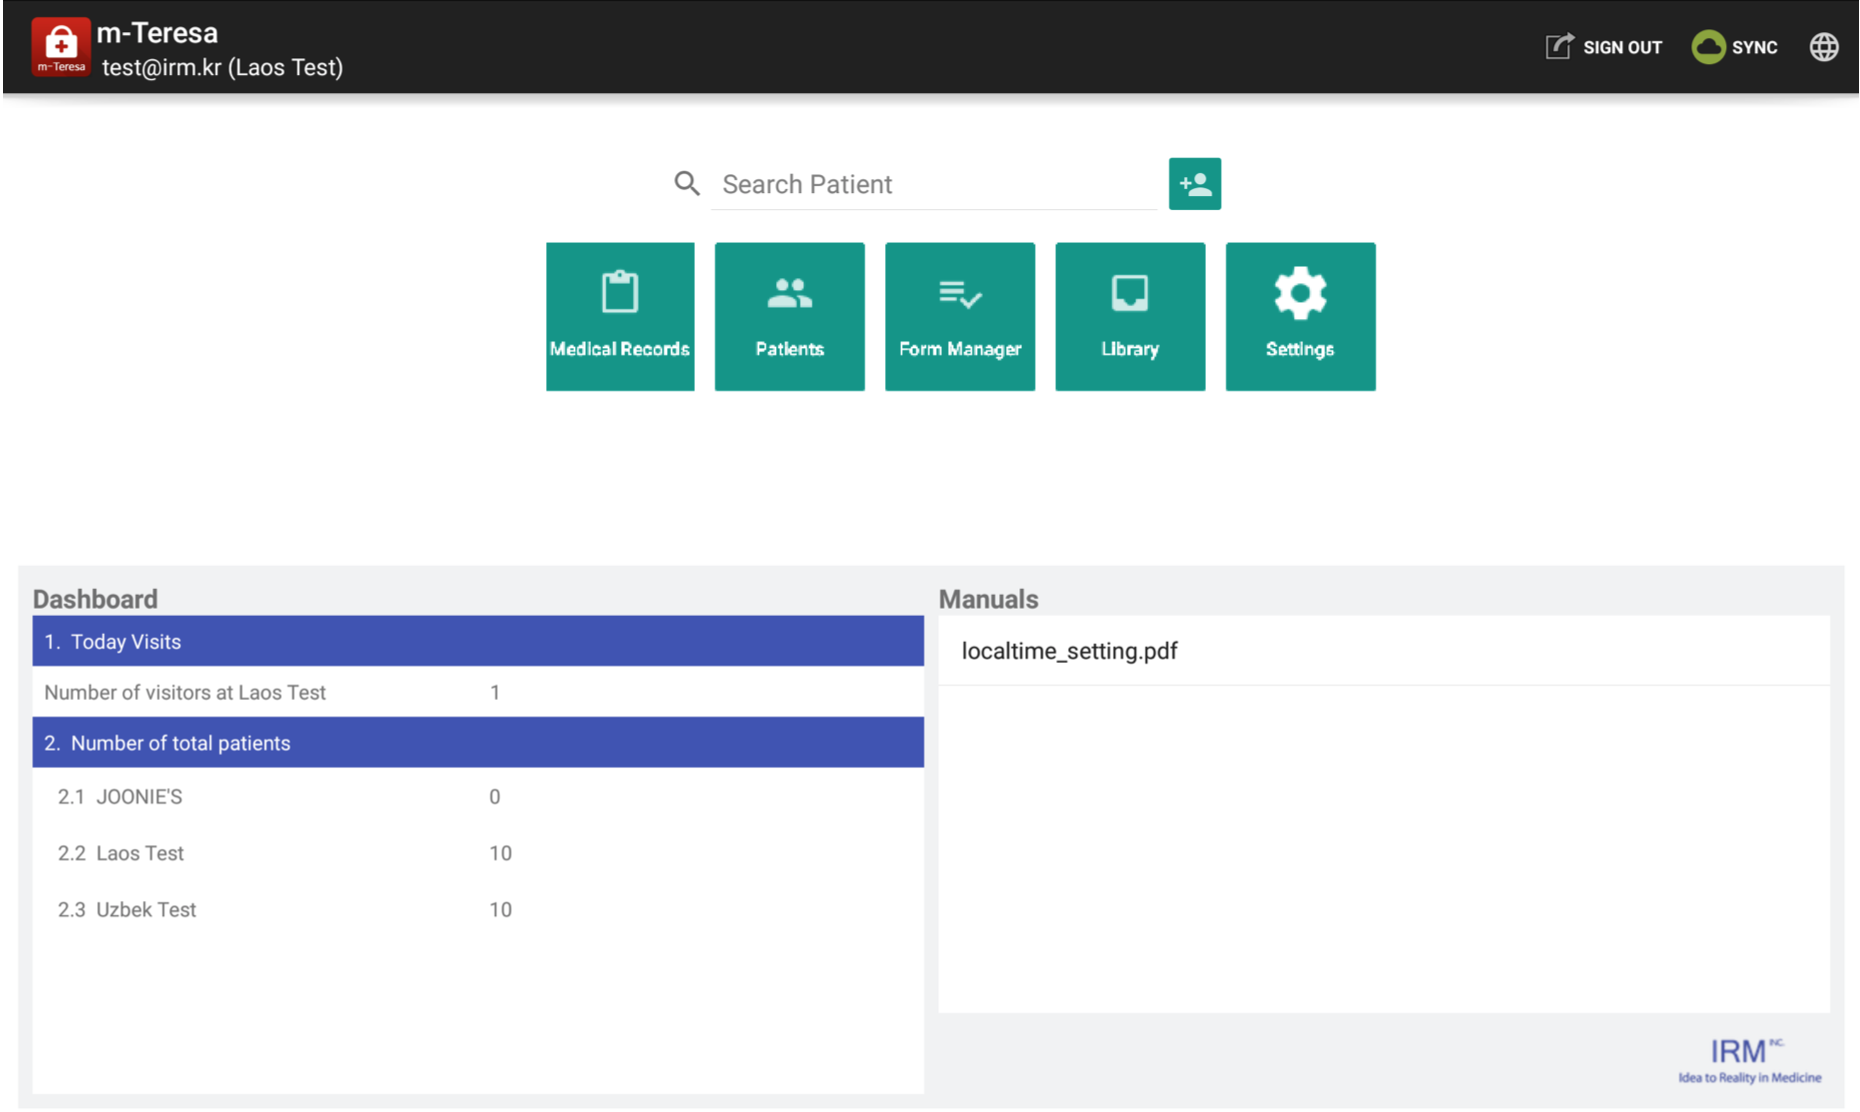 m-Teresa
m-Teresa
test@irm.kr (Laos Test)
SIGN OUT
SYNC
Search Patient
Medical Records
Patients
Form Manager
Library
Settings
Dashboard
1. Today Visits
Number of visitors at Laos Test 1
2. Number of total patients
2.1 JOONIE'S 0
2.2 Laos Test 10
2.3 Uzbek Test 10
Manuals
localtime_setting.pdf
IRM INC.
Idea to Reality in Medicine